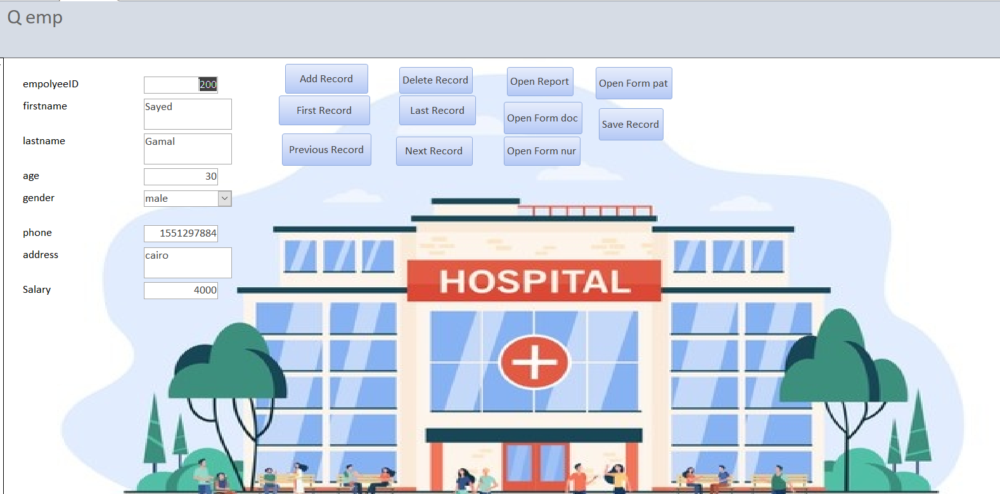 Q emp
empolyeeID 200
firstname Sayed
lastname Gamal
age 30
gender male
phone 1551297884
address cairo
Salary 4000
Add Record Delete Record Open Report Open Form pat
First Record Last Record Open Form doc Save Record
Previous Record Next Record Open Form nur
HOSPITAL